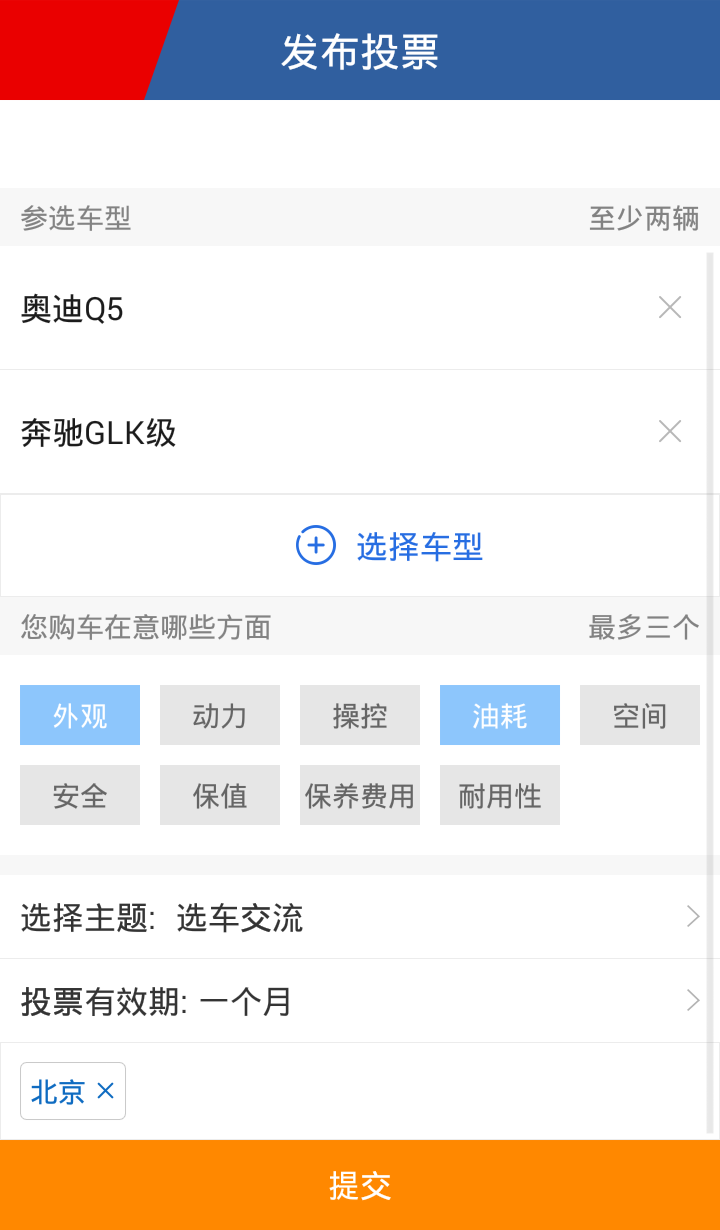 发布投票
参选车型 至少两辆
奥迪Q5
奔驰GLK级
选择车型
您购车在意哪些方面 最多三个
外观 动力 操控 油耗 空间
安全 保值 保养费用 耐用性
选择主题: 选车交流
投票有效期: 一个月
北京
提交